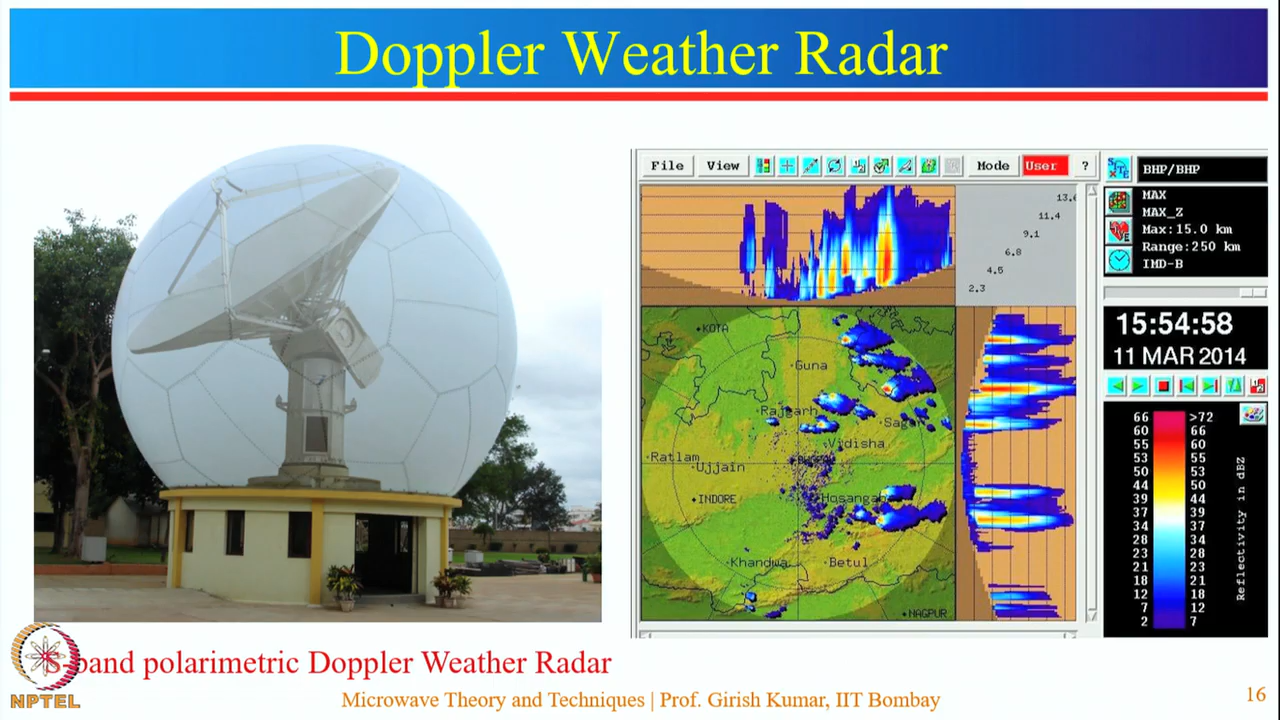 Doppler Weather Radar
File View Mode User ?
BHP/BHP
MAX
MAX_Z
Max:15.0 km
Range:250 km
IMD-B
13.6
11.4
9.1
6.8
4.5
2.3
15:54:58
11 MAR 2014
KOTA
Guna
Rajgarh
Sagar
Vidisha
Ratlam
Ujjain
INDORE
Hosangab
Khandwa
Betul
NAGPUR
66 >72
60 66
55 60
53 55
50 53
44 50
39 44
37 39
34 37
28 34
23 28
21 23
18 21
12 18
7 12
2 7
Reflectivity in dBZ
S-band polarimetric Doppler Weather Radar
NPTEL
Microwave Theory and Techniques | Prof. Girish Kumar, IIT Bombay
16